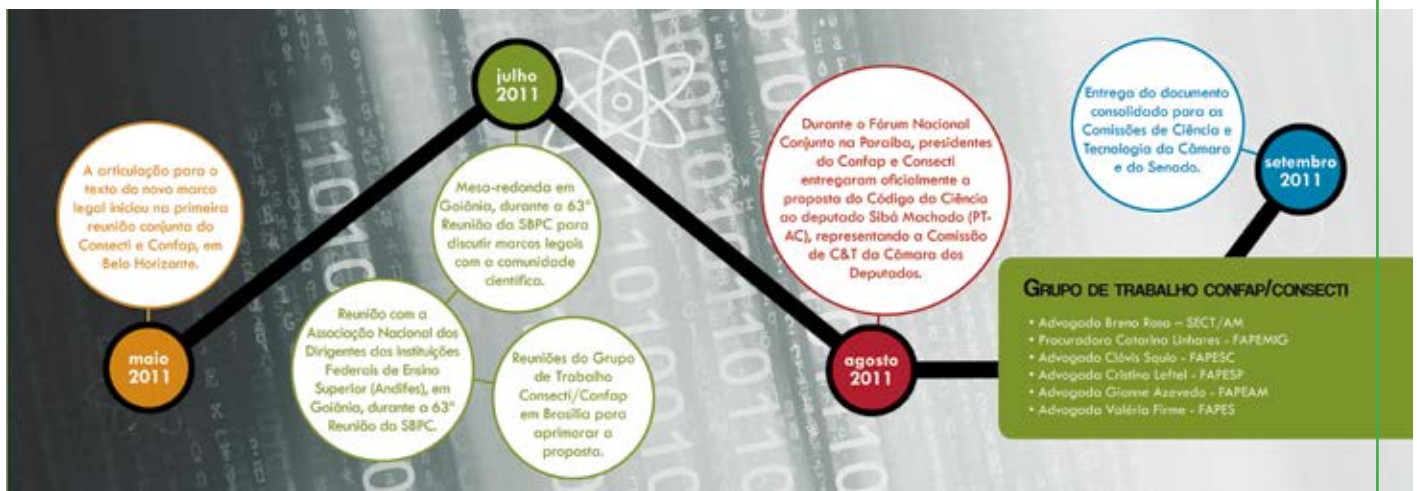 maio
2011
A articulação para o
texto do novo marco
legal iniciou na primeira
reunião conjunta do
Consecti e Confap, em
Belo Horizonte.
julho
2011
Mesa-redonda em
Goiânia, durante a 63ª
Reunião da SBPC para
discutir marcos legais
com a comunidade
científica.
Reunião com a
Associação Nacional dos
Dirigentes das Instituições
Federais de Ensino
Superior (Andifes), em
Goiânia, durante a 63ª
Reunião da SBPC.
Reuniões do Grupo
de Trabalho
Consecti/Confap
em Brasília para
aprimorar a
proposta.
agosto
2011
Durante o Fórum Nacional
Conjunto na Paraíba, presidentes
do Confap e Consecti
entregaram oficialmente a
proposta do Código da Ciência
ao deputado Sibá Machado (PT-
AC), representando a Comissão
de C&T da Câmara dos
Deputados.
setembro
2011
Entrega do documento
consolidado para as
Comissões de Ciência e
Tecnologia da Câmara
e do Senado.
GRUPO DE TRABALHO CONFAP/CONSECTI
• Advogado Breno Rosa – SECT/AM
• Procuradora Catarina Linhares - FAPEMIG
• Advogado Clóvis Squio - FAPESC
• Advogada Cristina Leftel - FAPESP
• Advogada Gianne Azevedo - FAPEAM
• Advogada Valéria Firme - FAPES